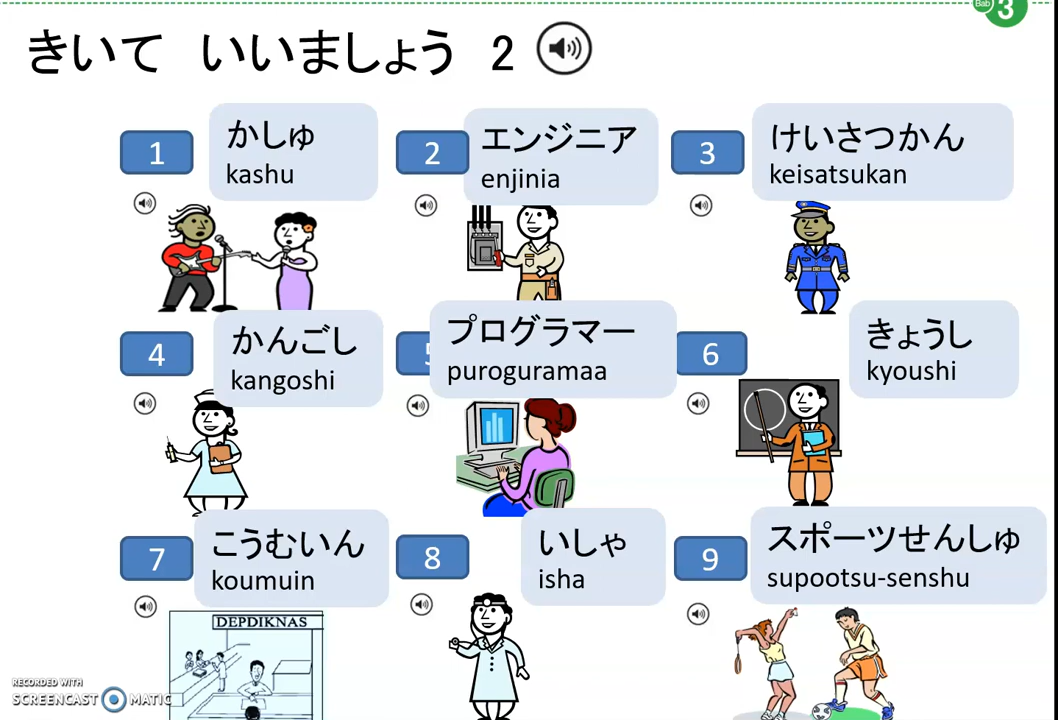 Bab 3
きいて いいましょう 2
1
かしゅ
kashu
2
エンジニア
enjinia
3
けいさつかん
keisatsukan
4
かんごし
kangoshi
5
プログラマー
puroguramaa
6
きょうし
kyoushi
7
こうむいん
koumuin
8
いしゃ
isha
9
スポーツせんしゅ
supootsu-senshu
DEPDIKNAS
RECORDED WITH
SCREENCAST MATIC